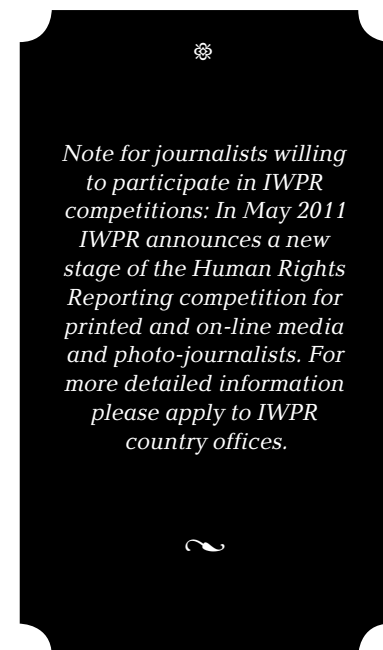 Note for journalists willing
to participate in IWPR
competitions: In May 2011
IWPR announces a new
stage of the Human Rights
Reporting competition for
printed and on-line media
and photo-journalists. For
more detailed information
please apply to IWPR
country offices.